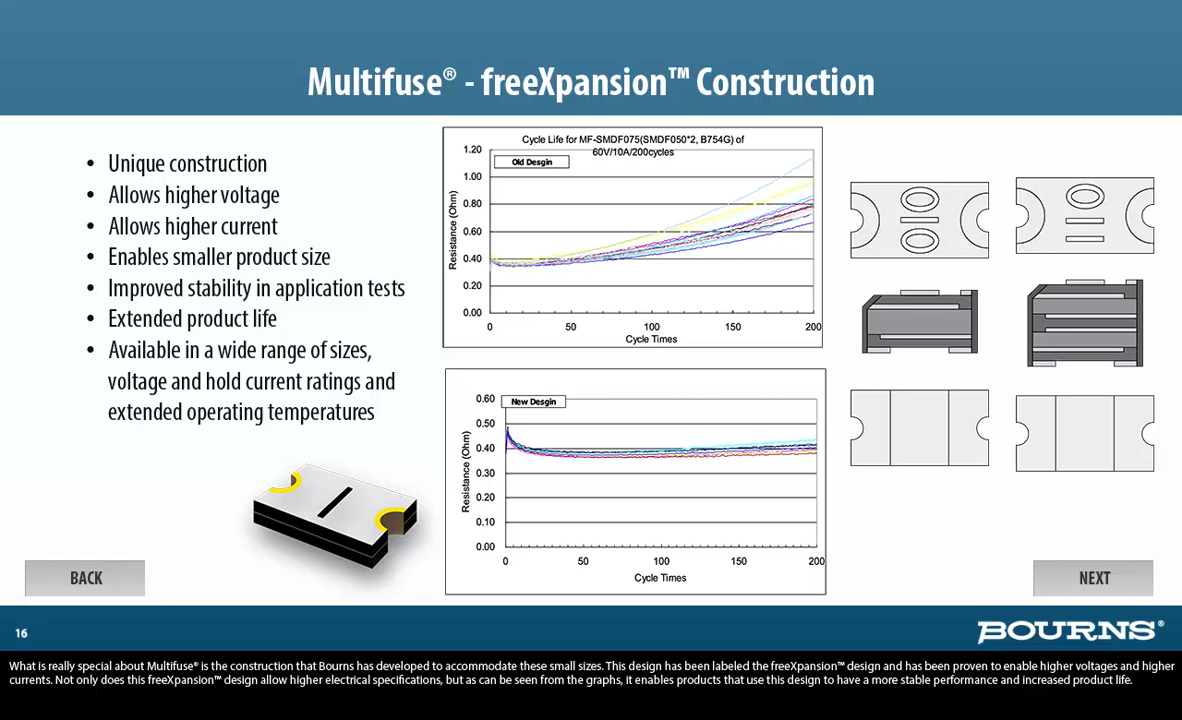 Multifuse® - freeXpansion™ Construction
• Unique construction
• Allows higher voltage
• Allows higher current
• Enables smaller product size
• Improved stability in application tests
• Extended product life
• Available in a wide range of sizes,
voltage and hold current ratings and
extended operating temperatures
Cycle Life for MF-SMDF075(SMDF050*2, B754G) of
60V/10A/200cycles
Old Desgin
Resistance (Ohm)
1.20
1.00
0.80
0.60
0.40
0.20
0.00
0 50 100 150 200
Cycle Times
New Desgin
Resistance (Ohm)
0.60
0.50
0.40
0.30
0.20
0.10
0.00
0 50 100 150 200
Cycle Times
BACK
NEXT
16
BOURNS®
What is really special about Multifuse® is the construction that Bourns has developed to accommodate these small sizes. This design has been labeled the freeXpansion™ design and has been proven to enable higher voltages and higher
currents. Not only does this freeXpansion™ design allow higher electrical specifications, but as can be seen from the graphs, it enables products that use this design to have a more stable performance and increased product life.